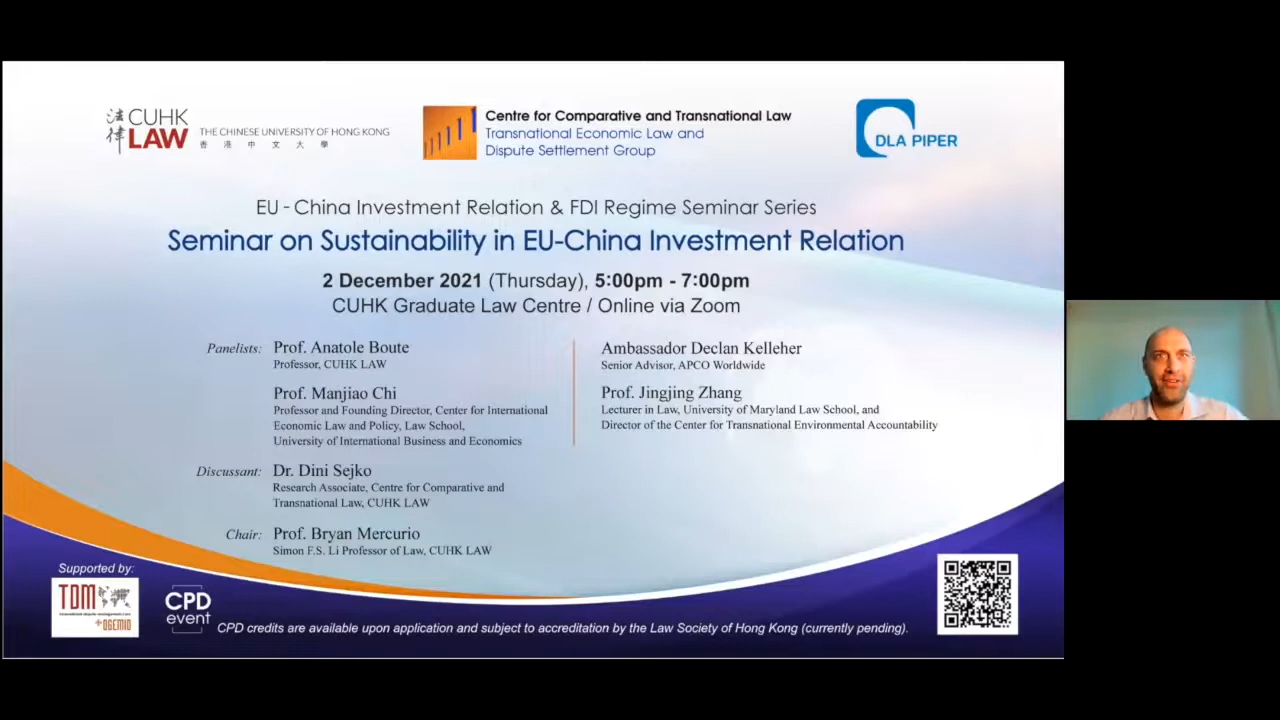 法律 CUHK LAW
THE CHINESE UNIVERSITY OF HONG KONG
香港中文大學
Centre for Comparative and Transnational Law
Transnational Economic Law and
Dispute Settlement Group
DLA PIPER
EU - China Investment Relation & FDI Regime Seminar Series
Seminar on Sustainability in EU-China Investment Relation
2 December 2021 (Thursday), 5:00pm - 7:00pm
CUHK Graduate Law Centre / Online via Zoom
Panelists: Prof. Anatole Boute
Professor, CUHK LAW
Prof. Manjiao Chi
Professor and Founding Director, Center for International
Economic Law and Policy, Law School,
University of International Business and Economics
Ambassador Declan Kelleher
Senior Advisor, APCO Worldwide
Prof. Jingjing Zhang
Lecturer in Law, University of Maryland Law School, and
Director of the Center for Transnational Environmental Accountability
Discussant: Dr. Dini Sejko
Research Associate, Centre for Comparative and
Transnational Law, CUHK LAW
Chair: Prof. Bryan Mercurio
Simon F.S. Li Professor of Law, CUHK LAW
Supported by:
TDM
+OGEMID
CPD
event
CPD credits are available upon application and subject to accreditation by the Law Society of Hong Kong (currently pending).